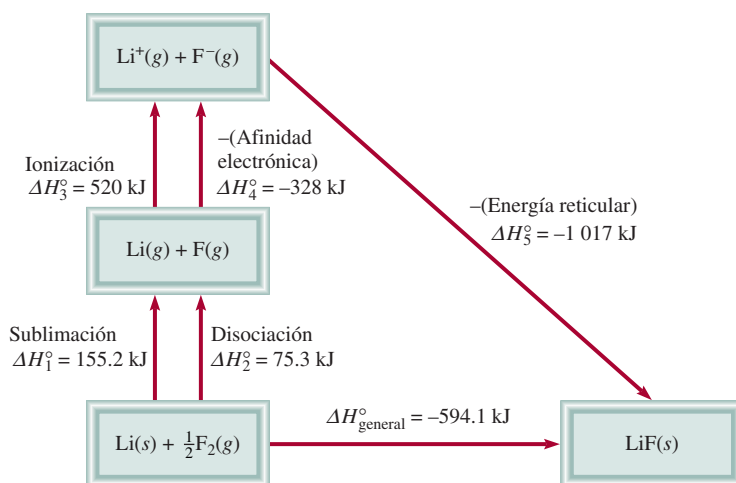 Li⁺(g) + F⁻(g)
–(Afinidad
electrónica)
Ionización
ΔH°₃ = 520 kJ
ΔH°₄ = –328 kJ
–(Energía reticular)
ΔH°₅ = –1 017 kJ
Li(g) + F(g)
Sublimación
ΔH°₁ = 155.2 kJ
Disociación
ΔH°₂ = 75.3 kJ
ΔH°general = –594.1 kJ
Li(s) + ½F₂(g)
LiF(s)